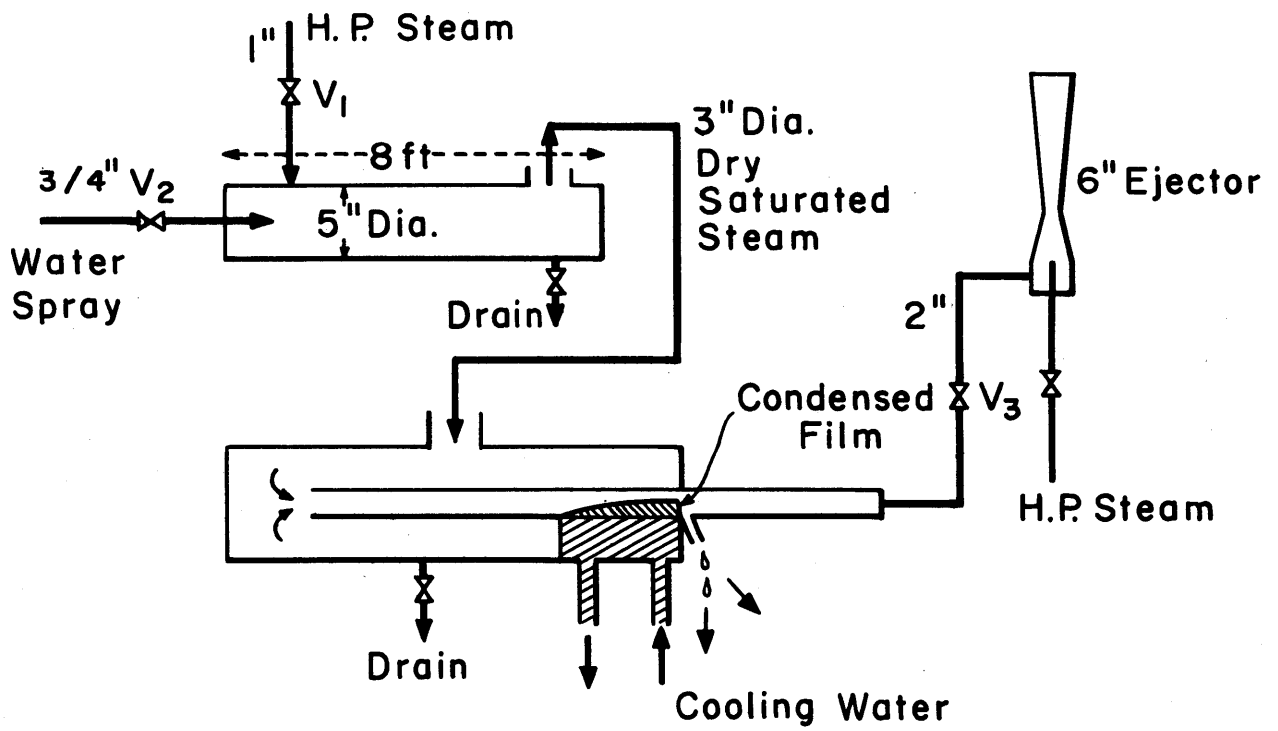 1" H.P. Steam
V1
3" Dia.
Dry
Saturated
Steam
8 ft
3/4" V2
5" Dia.
Water
Spray
Drain
6" Ejector
2"
V3
Condensed
Film
H.P. Steam
Drain
Cooling Water